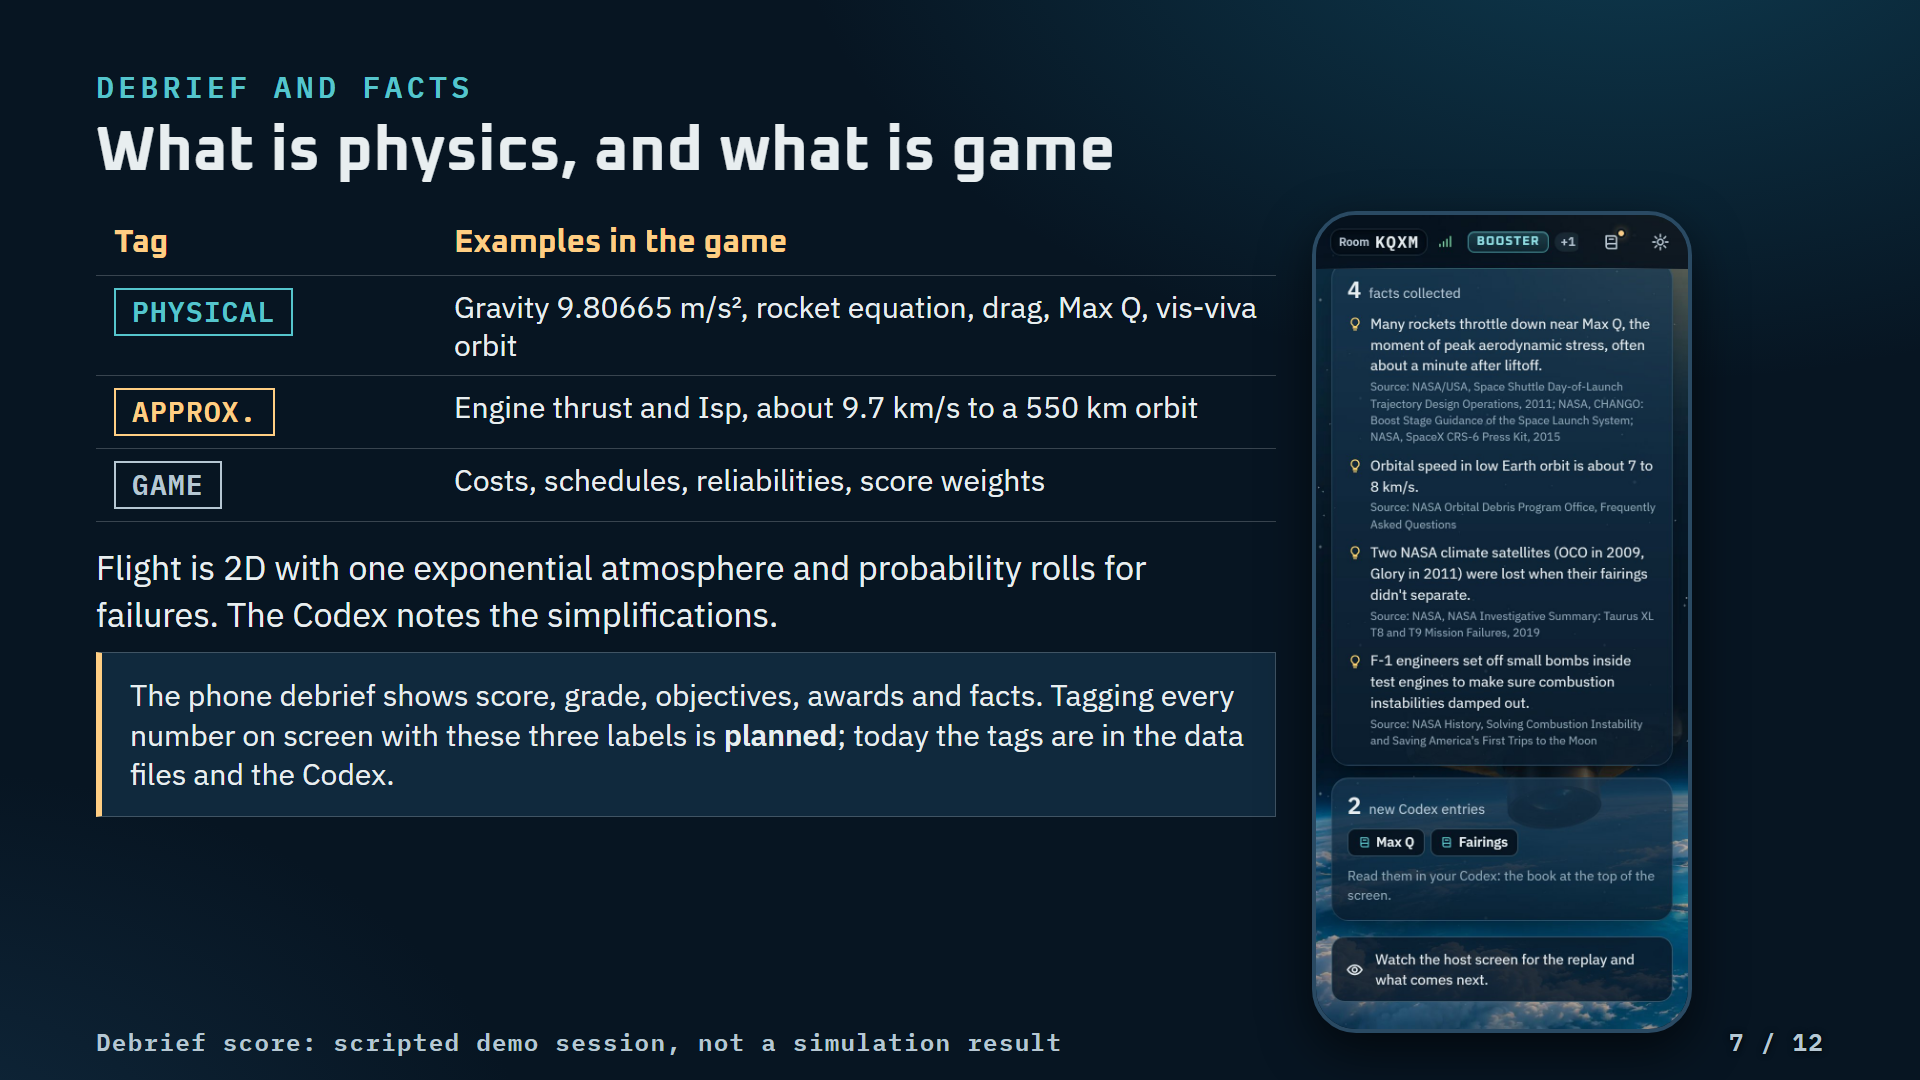 DEBRIEF AND FACTS
What is physics, and what is game
Tag
Examples in the game
PHYSICAL
Gravity 9.80665 m/s², rocket equation, drag, Max Q, vis-viva
orbit
APPROX.
Engine thrust and Isp, about 9.7 km/s to a 550 km orbit
GAME
Costs, schedules, reliabilities, score weights
Flight is 2D with one exponential atmosphere and probability rolls for
failures. The Codex notes the simplifications.
The phone debrief shows score, grade, objectives, awards and facts. Tagging every
number on screen with these three labels is planned; today the tags are in the data
files and the Codex.
Room KQXM
BOOSTER
+1
4 facts collected
Many rockets throttle down near Max Q, the
moment of peak aerodynamic stress, often
about a minute after liftoff.
Source: NASA/USA, Space Shuttle Day-of-Launch
Trajectory Design Operations, 2011; NASA, CHANGO:
Boost Stage Guidance of the Space Launch System;
NASA, SpaceX CRS-6 Press Kit, 2015
Orbital speed in low Earth orbit is about 7 to
8 km/s.
Source: NASA Orbital Debris Program Office, Frequently
Asked Questions
Two NASA climate satellites (OCO in 2009,
Glory in 2011) were lost when their fairings
didn't separate.
Source: NASA, NASA Investigative Summary: Taurus XL
T8 and T9 Mission Failures, 2019
F-1 engineers set off small bombs inside
test engines to make sure combustion
instabilities damped out.
Source: NASA History, Solving Combustion Instability
and Saving America's First Trips to the Moon
2 new Codex entries
Max Q
Fairings
Read them in your Codex: the book at the top of the
screen.
Watch the host screen for the replay and
what comes next.
Debrief score: scripted demo session, not a simulation result
7 / 12